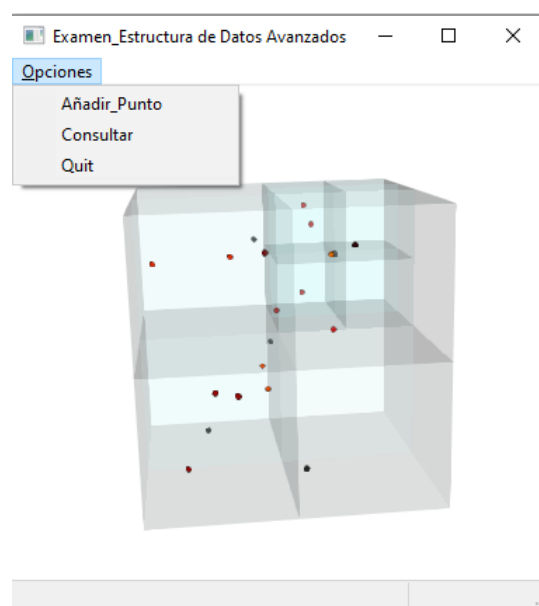 Examen_Estructura de Datos Avanzados
Opciones
Añadir_Punto
Consultar
Quit